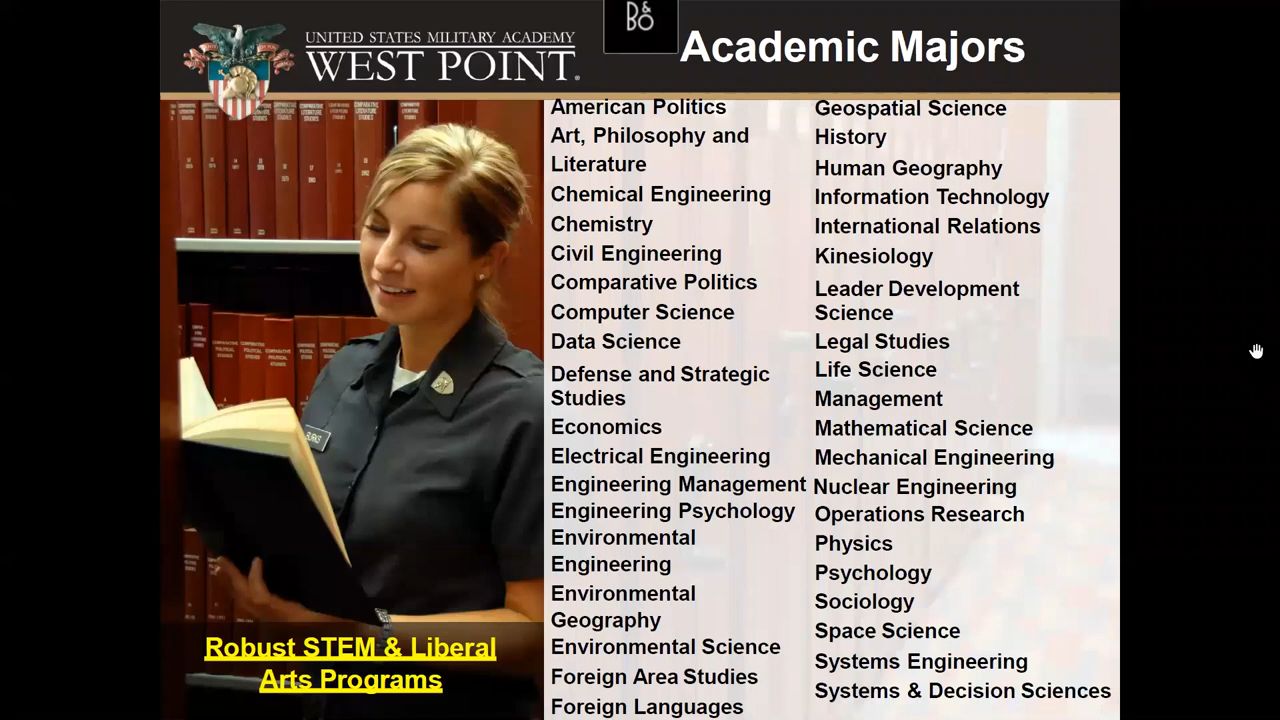 UNITED STATES MILITARY ACADEMY
WEST POINT.
B&O
Academic Majors
American Politics
Art, Philosophy and
Literature
Chemical Engineering
Chemistry
Civil Engineering
Comparative Politics
Computer Science
Data Science
Defense and Strategic
Studies
Economics
Electrical Engineering
Engineering Management
Engineering Psychology
Environmental
Engineering
Environmental
Geography
Environmental Science
Foreign Area Studies
Foreign Languages
Geospatial Science
History
Human Geography
Information Technology
International Relations
Kinesiology
Leader Development
Science
Legal Studies
Life Science
Management
Mathematical Science
Mechanical Engineering
Nuclear Engineering
Operations Research
Physics
Psychology
Sociology
Space Science
Systems Engineering
Systems & Decision Sciences
BURKS
Robust STEM & Liberal
Arts Programs